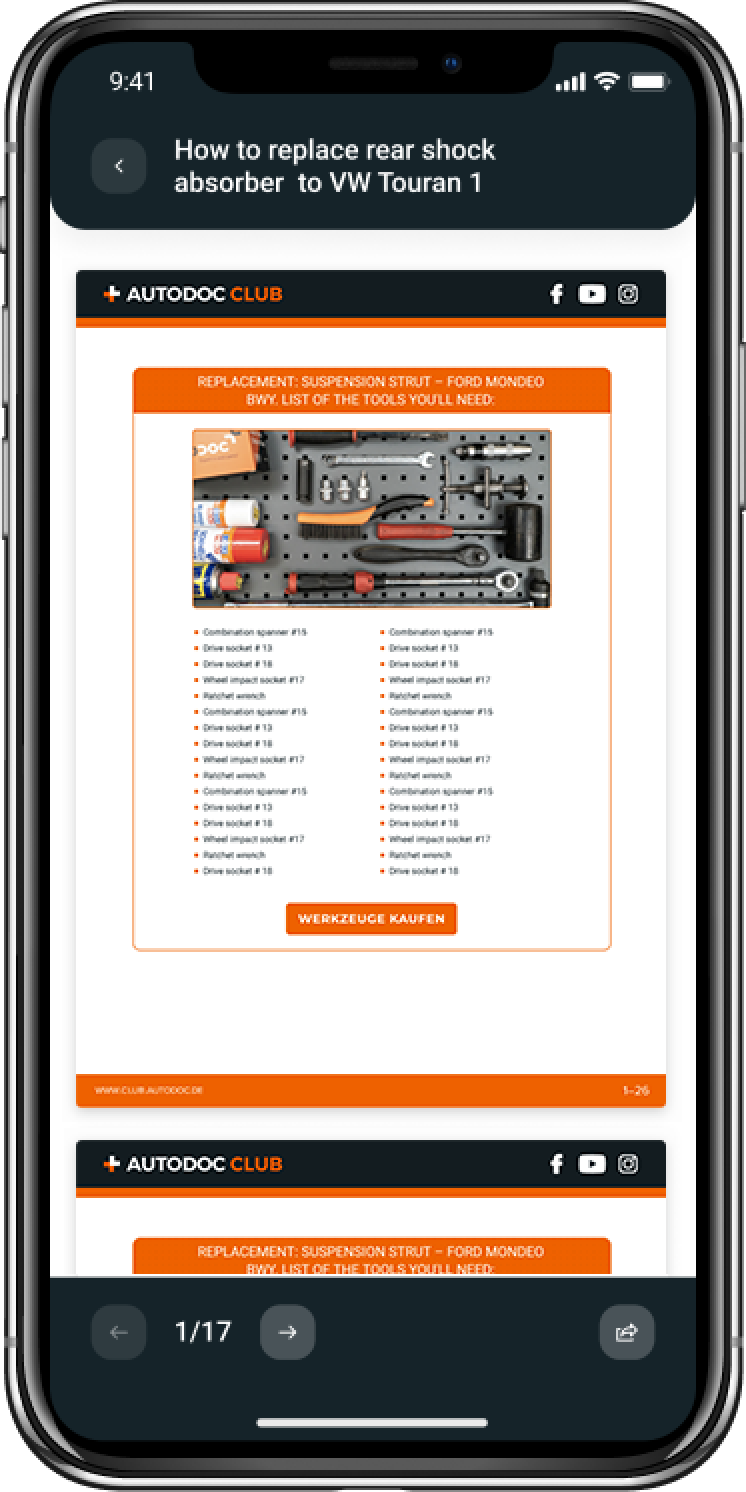 9:41
How to replace rear shock
absorber to VW Touran 1
AUTODOC CLUB
REPLACEMENT: SUSPENSION STRUT – FORD MONDEO
BWY. LIST OF THE TOOLS YOU'LL NEED:
DOC
Combination spanner #15
Drive socket # 13
Drive socket # 18
Wheel impact socket #17
Ratchet wrench
Combination spanner #15
Drive socket # 13
Drive socket # 18
Wheel impact socket #17
Ratchet wrench
Combination spanner #15
Drive socket # 13
Drive socket # 18
Wheel impact socket #17
Ratchet wrench
Drive socket # 18
Combination spanner #15
Drive socket # 13
Drive socket # 18
Wheel impact socket #17
Ratchet wrench
Combination spanner #15
Drive socket # 13
Drive socket # 18
Wheel impact socket #17
Ratchet wrench
Combination spanner #15
Drive socket # 13
Drive socket # 18
Wheel impact socket #17
Ratchet wrench
Drive socket # 18
WERKZEUGE KAUFEN
WWW.CLUB.AUTODOC.DE
1–26
AUTODOC CLUB
REPLACEMENT: SUSPENSION STRUT – FORD MONDEO
BWY. LIST OF THE TOOLS YOU'LL NEED:
1/17